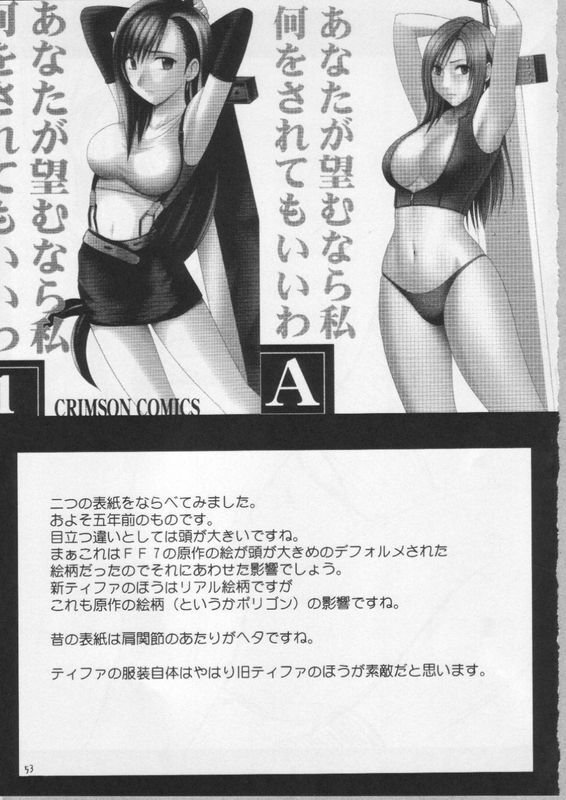 あなたが望むなら私
何をされてもいいわ
あなたが望むなら私
何をされてもいいわ
1
CRIMSON COMICS
A
二つの表紙をならべてみました。
およそ五年前のものです。
目立つ違いとしては頭が大きいですね。
まぁこれはＦＦ７の原作の絵が頭が大きめのデフォルメされた
絵柄だったのでそれにあわせた影響でしょう。
新ティファのほうはリアル絵柄ですが
これも原作の絵柄（というかポリゴン）の影響ですね。
昔の表紙は肩関節のあたりがヘタですね。
ティファの服装自体はやはり旧ティファのほうが素敵だと思います。
53